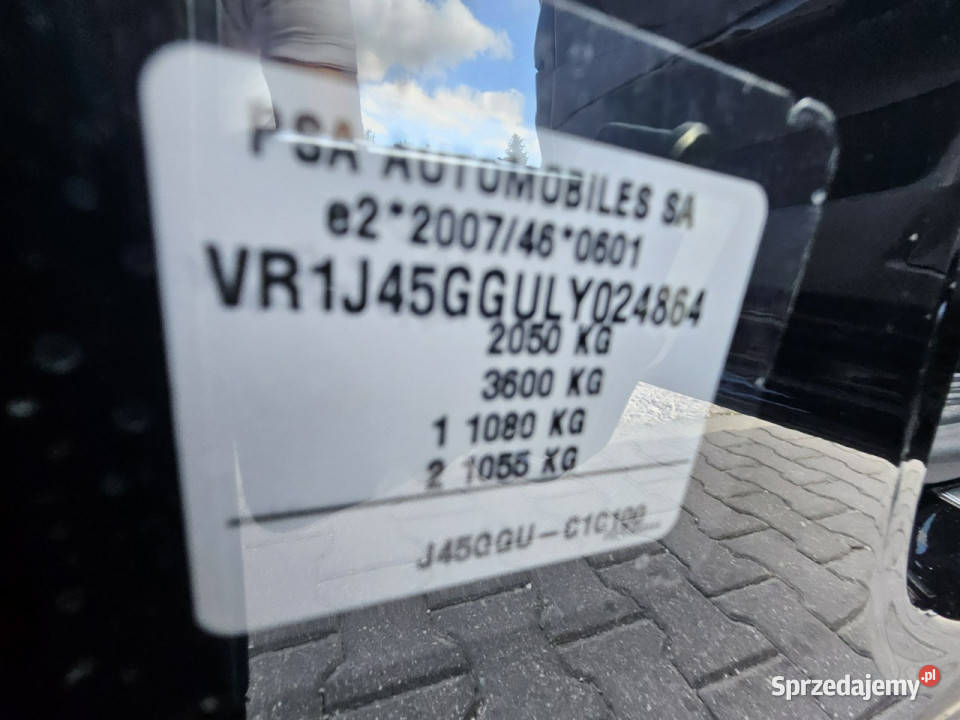 PSA AUTOMOBILES SA
e2*2007/46*0601
VR1J45GGULY024864
2050 KG
3600 KG
1 1080 KG
2 1055 KG
J45GGU-C1C100
Sprzedajemy.pl